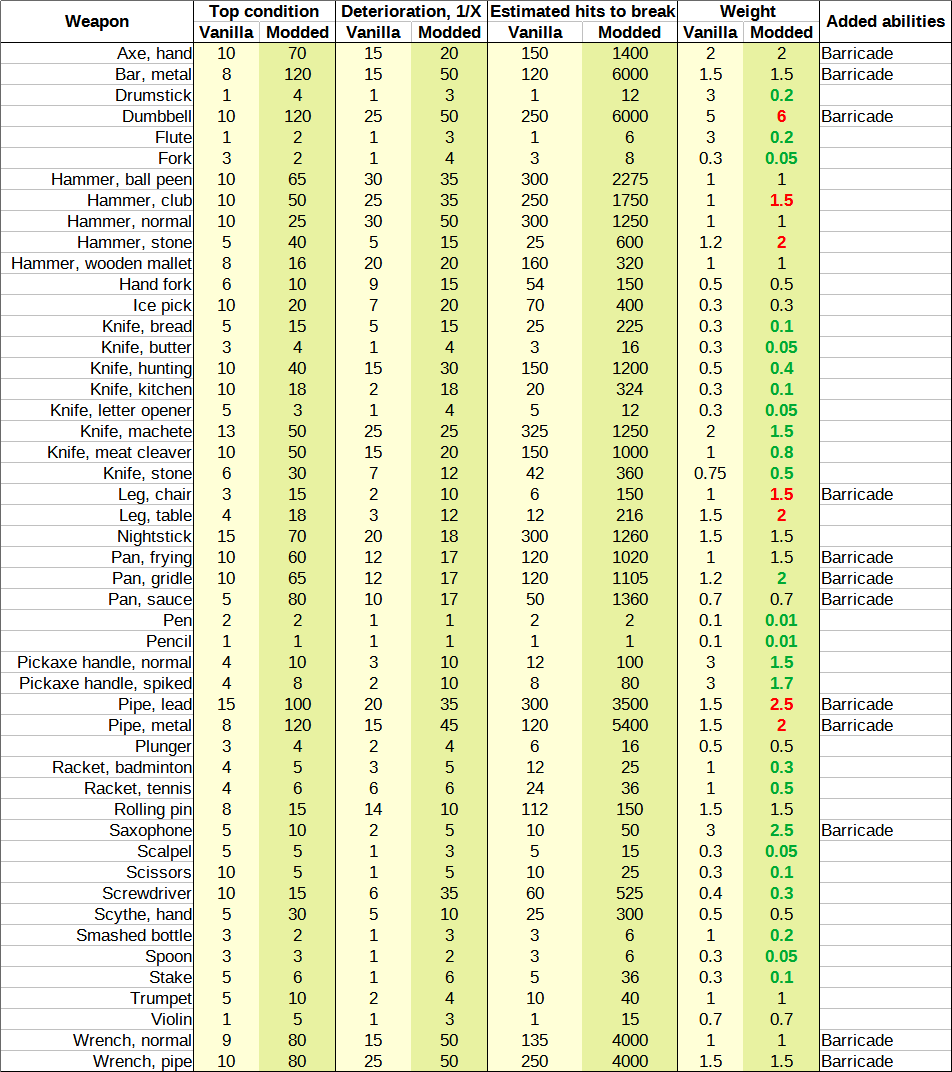 Weapon Top condition Deterioration, 1/X Estimated hits to break Weight Added abilities
Vanilla Modded Vanilla Modded Vanilla Modded Vanilla Modded
Axe, hand 10 70 15 20 150 1400 2 2 Barricade
Bar, metal 8 120 15 50 120 6000 1.5 1.5 Barricade
Drumstick 1 4 1 3 1 12 3 0.2
Dumbbell 10 120 25 50 250 6000 5 6 Barricade
Flute 1 2 1 3 1 6 3 0.2
Fork 3 2 1 4 3 8 0.3 0.05
Hammer, ball peen 10 65 30 35 300 2275 1 1
Hammer, club 10 50 25 35 250 1750 1 1.5
Hammer, normal 10 25 30 50 300 1250 1 1
Hammer, stone 5 40 5 15 25 600 1.2 2
Hammer, wooden mallet 8 16 20 20 160 320 1 1
Hand fork 6 10 9 15 54 150 0.5 0.5
Ice pick 10 20 7 20 70 400 0.3 0.3
Knife, bread 5 15 5 15 25 225 0.3 0.1
Knife, butter 3 4 1 4 3 16 0.3 0.05
Knife, hunting 10 40 15 30 150 1200 0.5 0.4
Knife, kitchen 10 18 2 18 20 324 0.3 0.1
Knife, letter opener 5 3 1 4 5 12 0.3 0.05
Knife, machete 13 50 25 25 325 1250 2 1.5
Knife, meat cleaver 10 50 15 20 150 1000 1 0.8
Knife, stone 6 30 7 12 42 360 0.75 0.5
Leg, chair 3 15 2 10 6 150 1 1.5 Barricade
Leg, table 4 18 3 12 12 216 1.5 2
Nightstick 15 70 20 18 300 1260 1.5 1.5
Pan, frying 10 60 12 17 120 1020 1 1.5 Barricade
Pan, gridle 10 65 12 17 120 1105 1.2 2 Barricade
Pan, sauce 5 80 10 17 50 1360 0.7 0.7 Barricade
Pen 2 2 1 1 2 2 0.1 0.01
Pencil 1 1 1 1 1 1 0.1 0.01
Pickaxe handle, normal 4 10 3 10 12 100 3 1.5
Pickaxe handle, spiked 4 8 2 10 8 80 3 1.7
Pipe, lead 15 100 20 35 300 3500 1.5 2.5 Barricade
Pipe, metal 8 120 15 45 120 5400 1.5 2 Barricade
Plunger 3 4 2 4 6 16 0.5 0.5
Racket, badminton 4 5 3 5 12 25 1 0.3
Racket, tennis 4 6 6 6 24 36 1 0.5
Rolling pin 8 15 14 10 112 150 1.5 1.5
Saxophone 5 10 2 5 10 50 3 2.5 Barricade
Scalpel 5 5 1 3 5 15 0.3 0.05
Scissors 10 5 1 5 10 25 0.3 0.1
Screwdriver 10 15 6 35 60 525 0.4 0.3
Scythe, hand 5 30 5 10 25 300 0.5 0.5
Smashed bottle 3 2 1 3 3 6 1 0.2
Spoon 3 3 1 2 3 6 0.3 0.05
Stake 5 6 1 6 5 36 0.3 0.1
Trumpet 5 10 2 4 10 40 1 1
Violin 1 5 1 3 1 15 0.7 0.7
Wrench, normal 9 80 15 50 135 4000 1 1 Barricade
Wrench, pipe 10 80 25 50 250 4000 1.5 1.5 Barricade